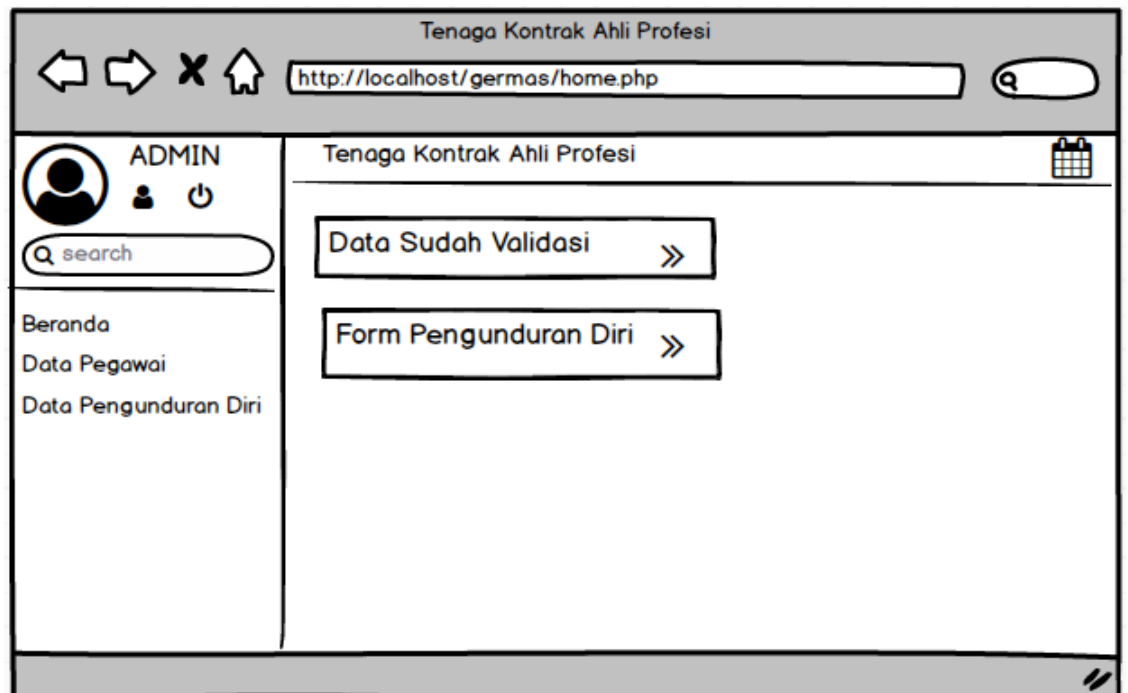 Tenaga Kontrak Ahli Profesi
http://localhost/germas/home.php
ADMIN
search
Beranda
Data Pegawai
Data Pengunduran Diri
Tenaga Kontrak Ahli Profesi
Data Sudah Validasi
Form Pengunduran Diri